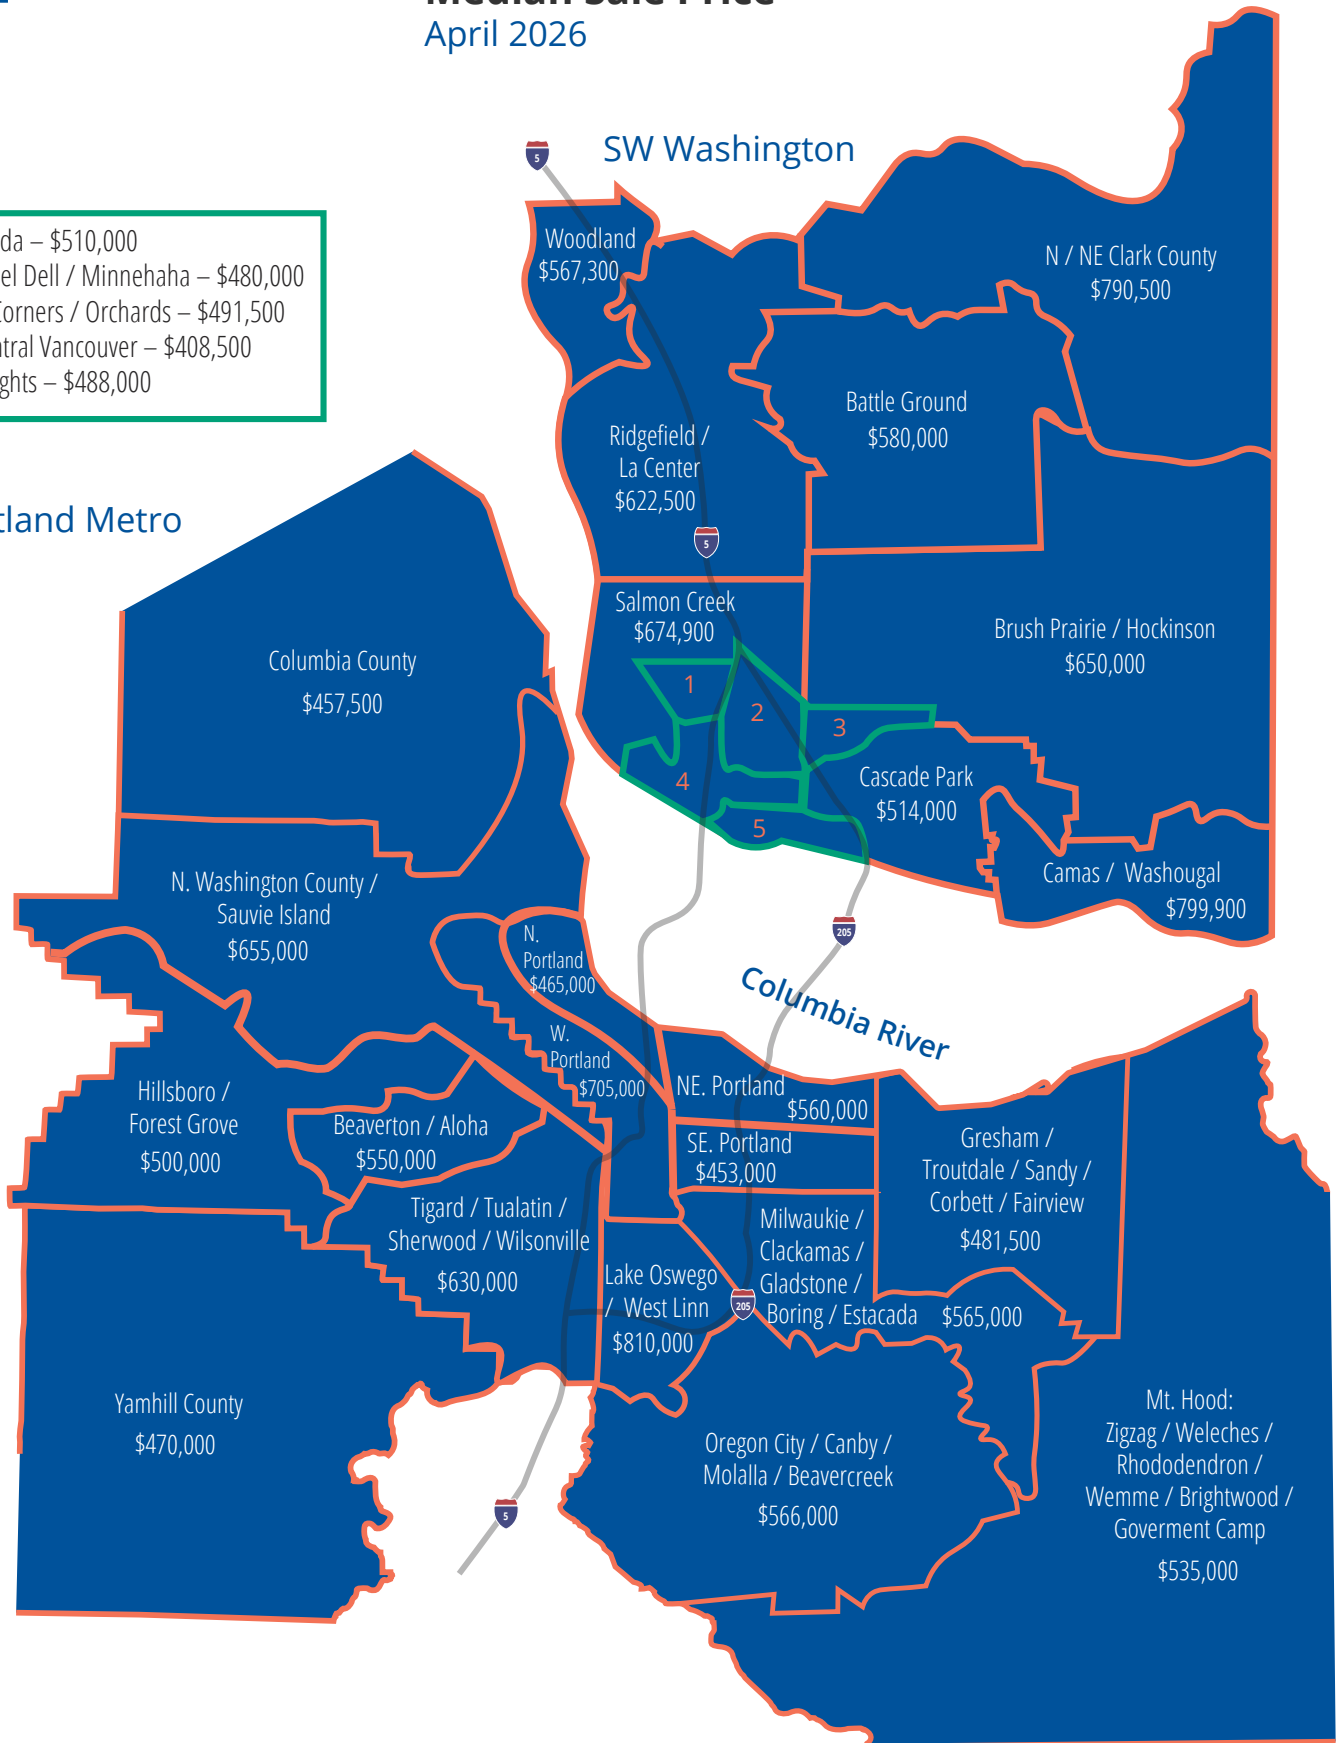 Median Sale Price
April 2026
SW Washington
5
da – $510,000
el Dell / Minnehaha – $480,000
Corners / Orchards – $491,500
tral Vancouver – $408,500
ghts – $488,000
Woodland
$567,300
N / NE Clark County
$790,500
Battle Ground
$580,000
Ridgefield /
La Center
$622,500
5
tland Metro
Salmon Creek
$674,900
Brush Prairie / Hockinson
$650,000
1
2
3
4
5
Cascade Park
$514,000
Camas / Washougal
$799,900
Columbia County
$457,500
N. Washington County /
Sauvie Island
$655,000
N.
Portland
$465,000
205
Columbia River
W.
Portland
$705,000
NE. Portland
$560,000
Hillsboro /
Forest Grove
$500,000
Beaverton / Aloha
$550,000
SE. Portland
$453,000
Gresham /
Troutdale / Sandy /
Corbett / Fairview
$481,500
Tigard / Tualatin /
Sherwood / Wilsonville
$630,000
Milwaukie /
Clackamas /
Gladstone /
Boring / Estacada
$565,000
Lake Oswego
/ West Linn
$810,000
205
Yamhill County
$470,000
Oregon City / Canby /
Molalla / Beavercreek
$566,000
Mt. Hood:
Zigzag / Weleches /
Rhododendron /
Wemme / Brightwood /
Goverment Camp
$535,000
5